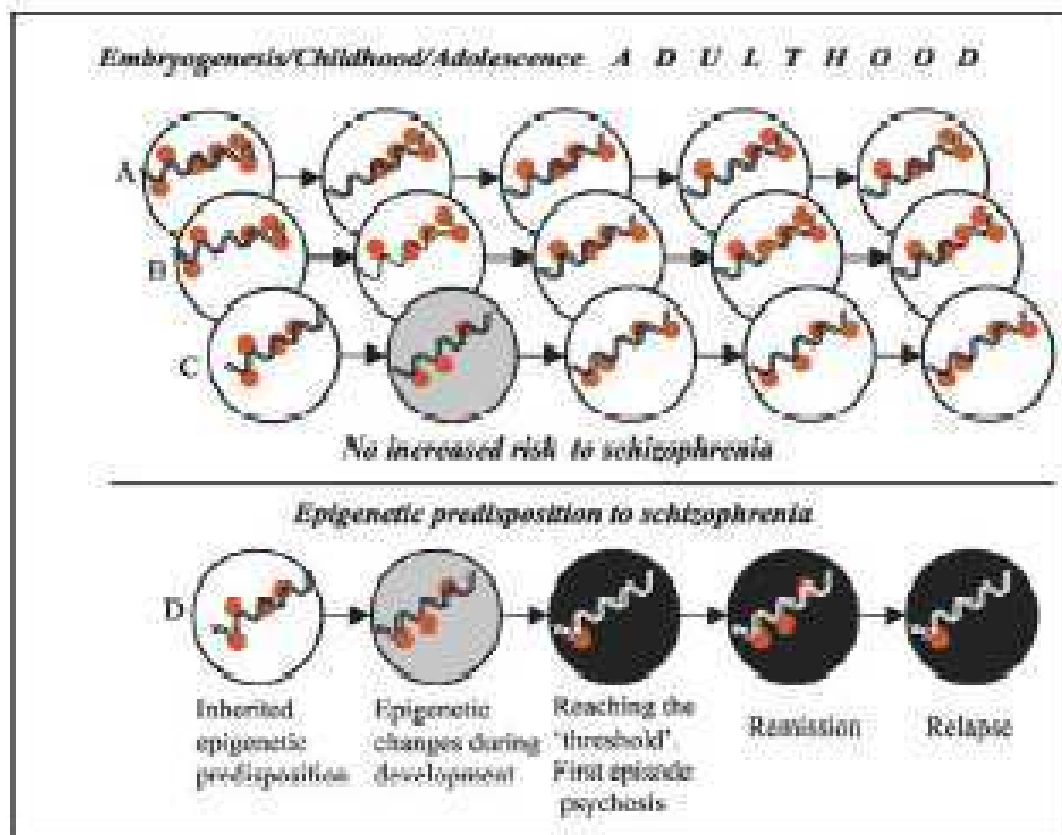 Embryogenesis/Childhood/Adolescence A D U L T H O O D
A
B
C
No increased risk to schizophrenia
Epigenetic predisposition to schizophrenia
D
Inherited
epigenetic
predisposition
Epigenetic
changes during
development
Reaching the
'threshold'.
First episode
psychosis
Remission
Relapse